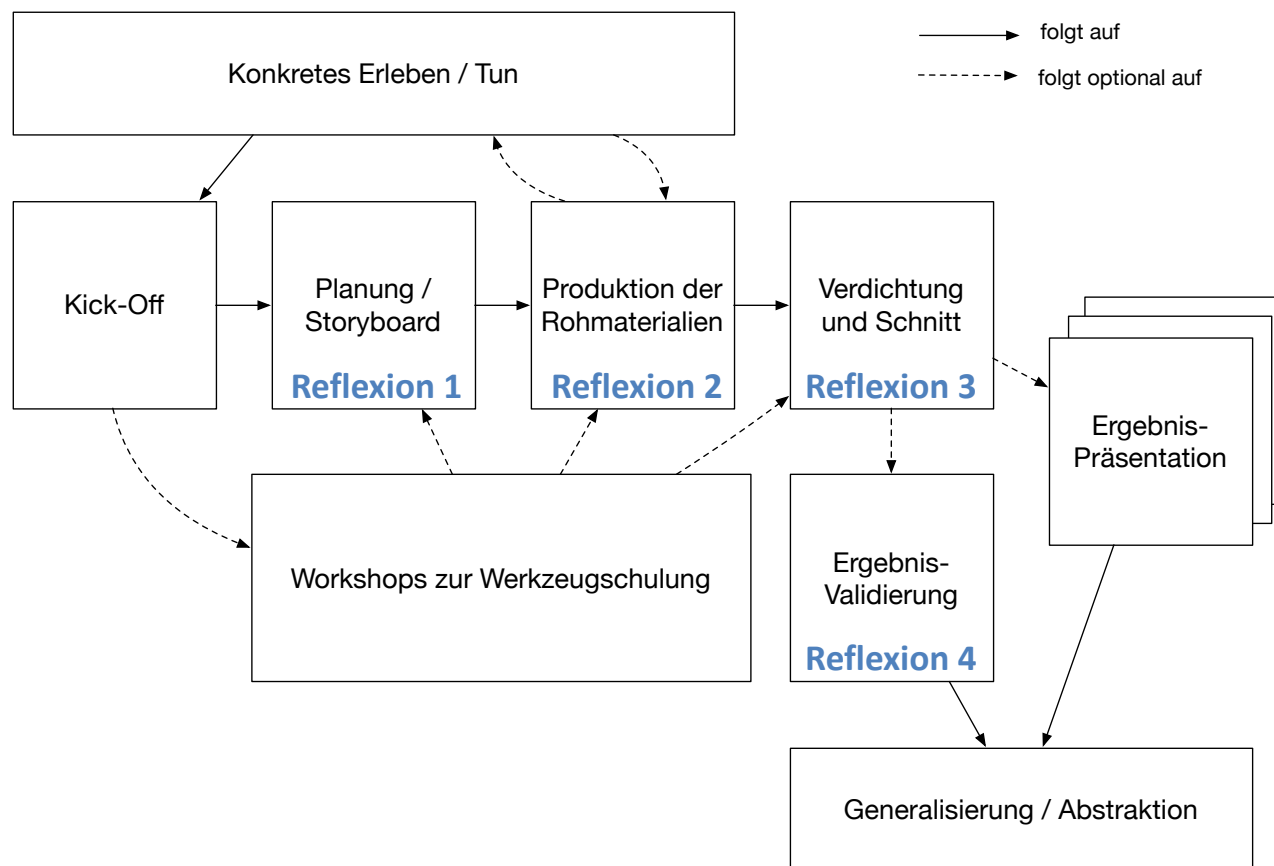 Konkretes Erleben / Tun
folgt auf
folgt optional auf
Kick-Off
Planung /
Storyboard
Reflexion 1
Produktion der
Rohmaterialien
Reflexion 2
Verdichtung
und Schnitt
Reflexion 3
Ergebnis-
Präsentation
Workshops zur Werkzeugschulung
Ergebnis-
Validierung
Reflexion 4
Generalisierung / Abstraktion